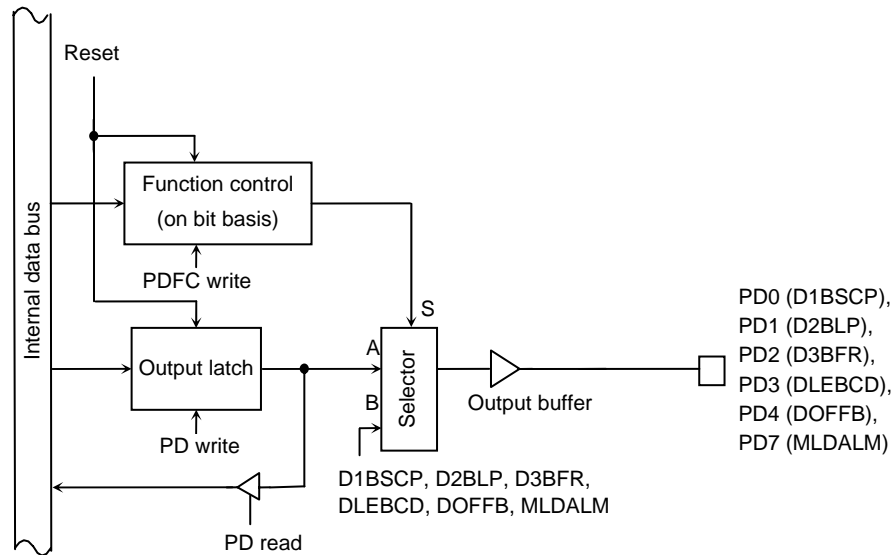 Reset
Internal data bus
Function control
(on bit basis)
PDFC write
S
A
B
Output latch
Selector
Output buffer
PD write
PD0 (D1BSCP),
PD1 (D2BLP),
PD2 (D3BFR),
PD3 (DLEBCD),
PD4 (DOFFB),
PD7 (MLDALM)
D1BSCP, D2BLP, D3BFR,
DLEBCD, DOFFB, MLDALM
PD read